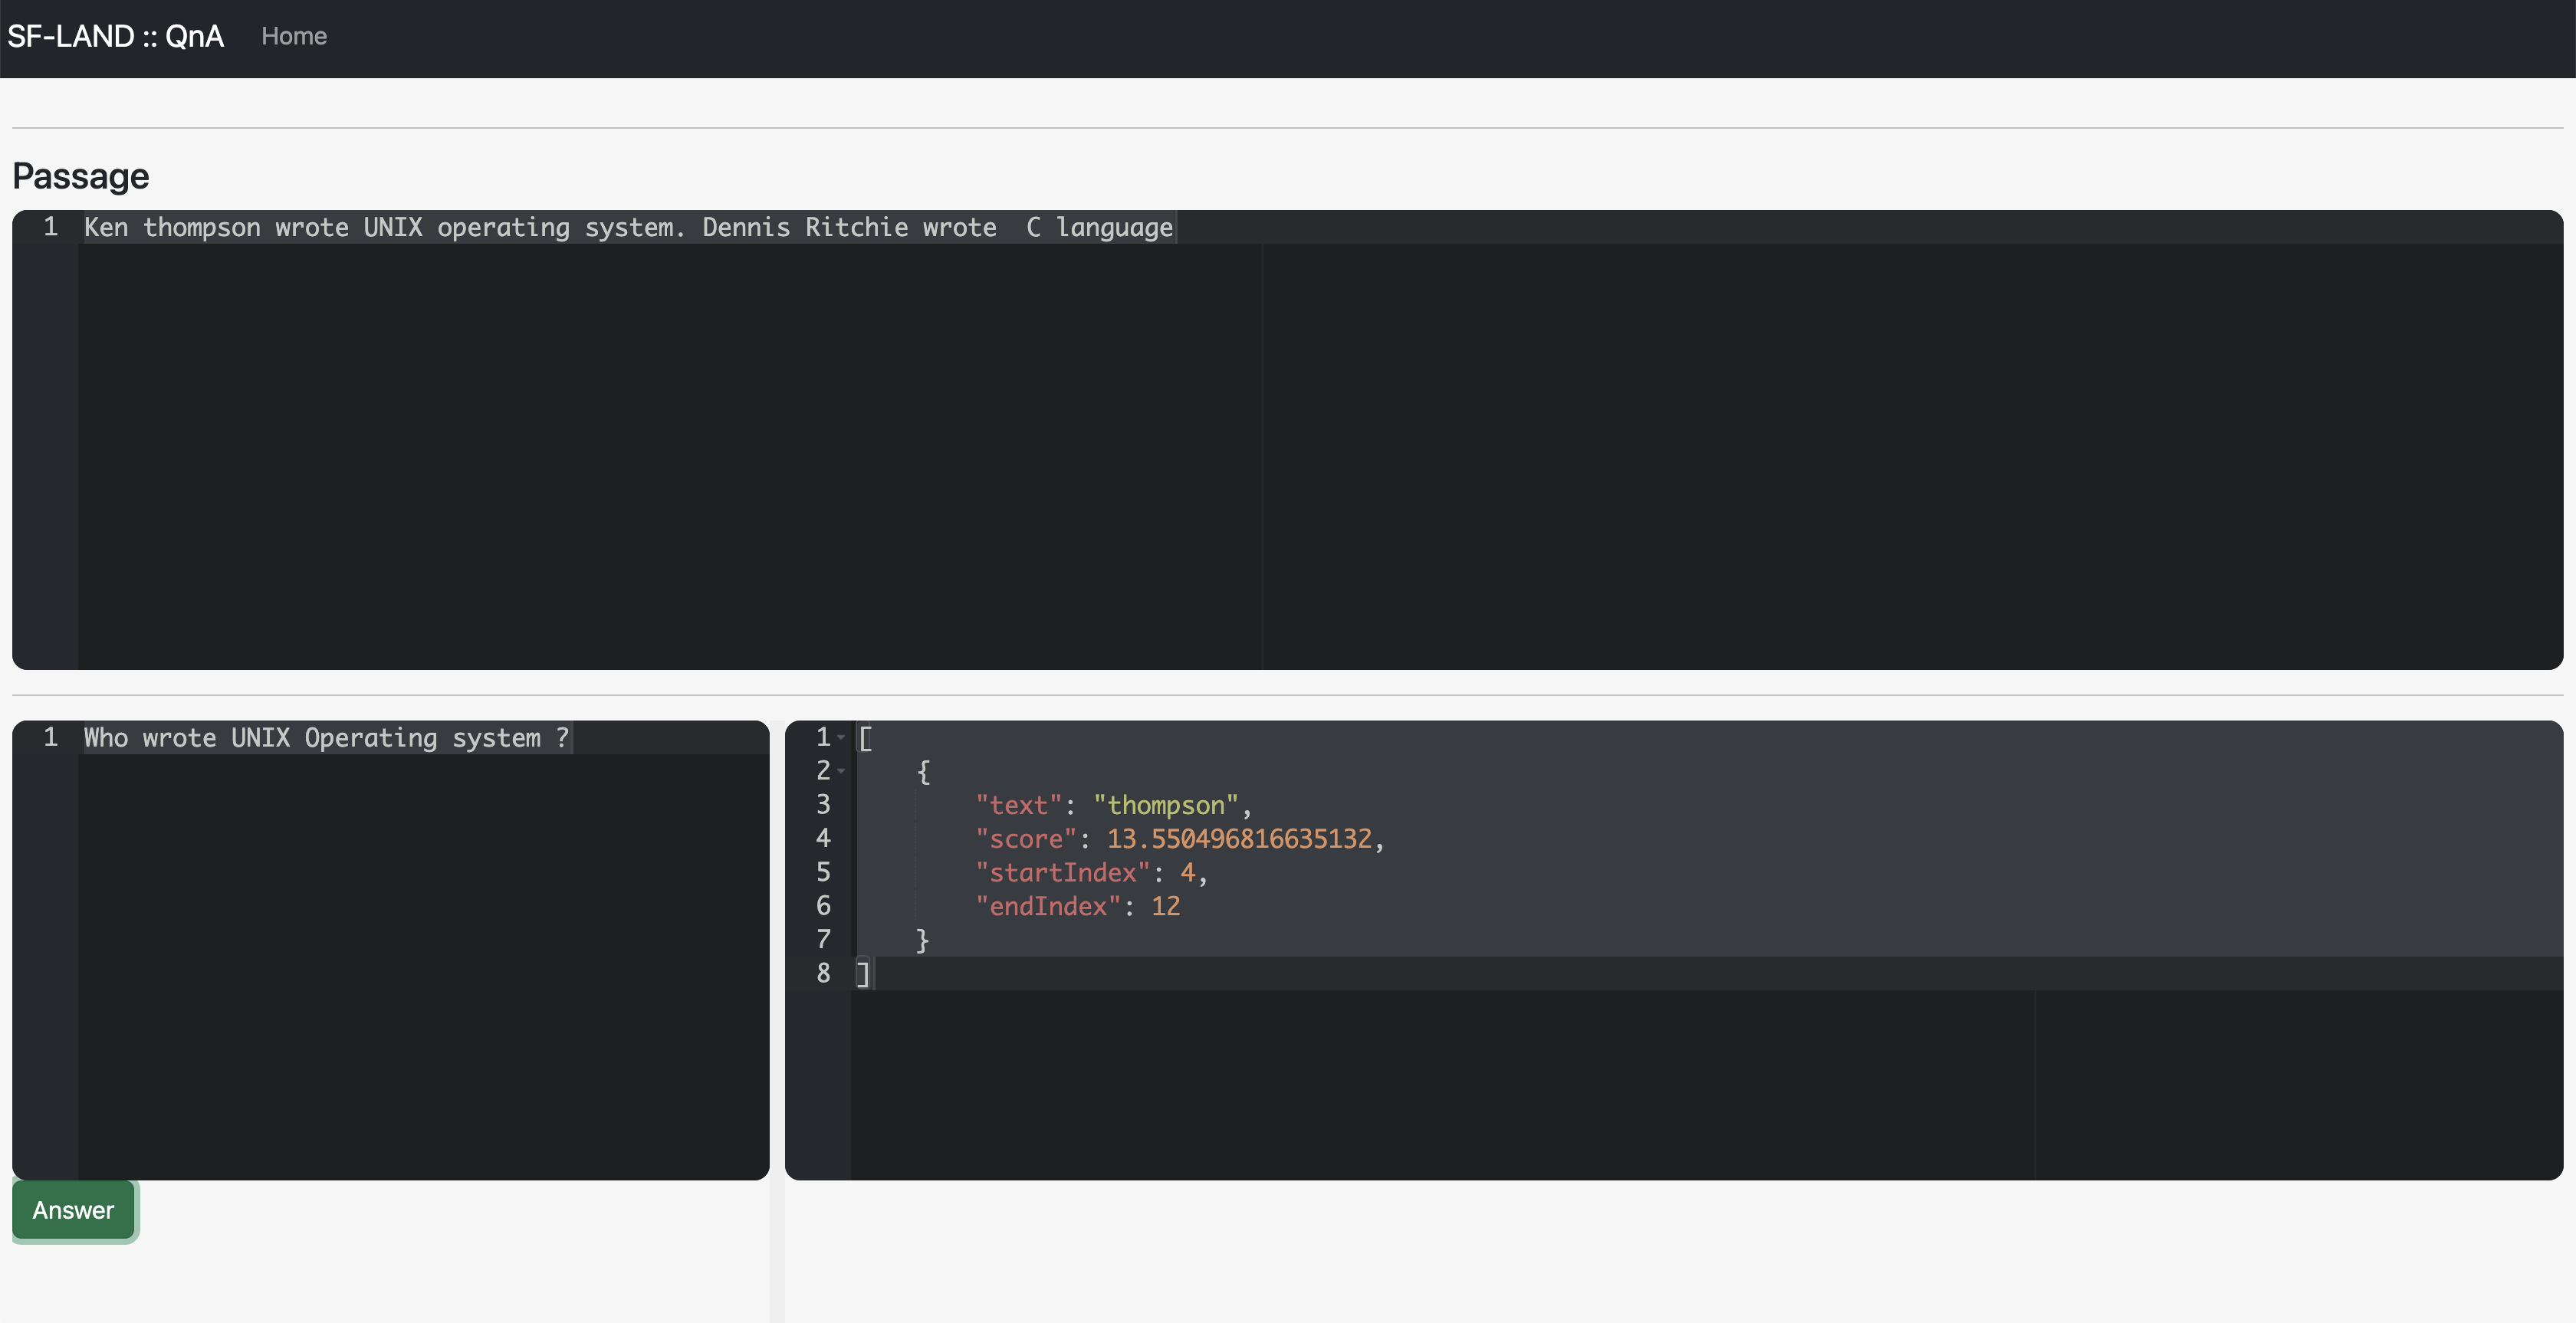 SF-LAND :: QnA Home
Passage
1 Ken thompson wrote UNIX operating system. Dennis Ritchie wrote  C language
1 Who wrote UNIX Operating system ?
1 [
2     {
3         "text": "thompson",
4         "score": 13.550496816635132,
5         "startIndex": 4,
6         "endIndex": 12
7     }
8 ]
Answer